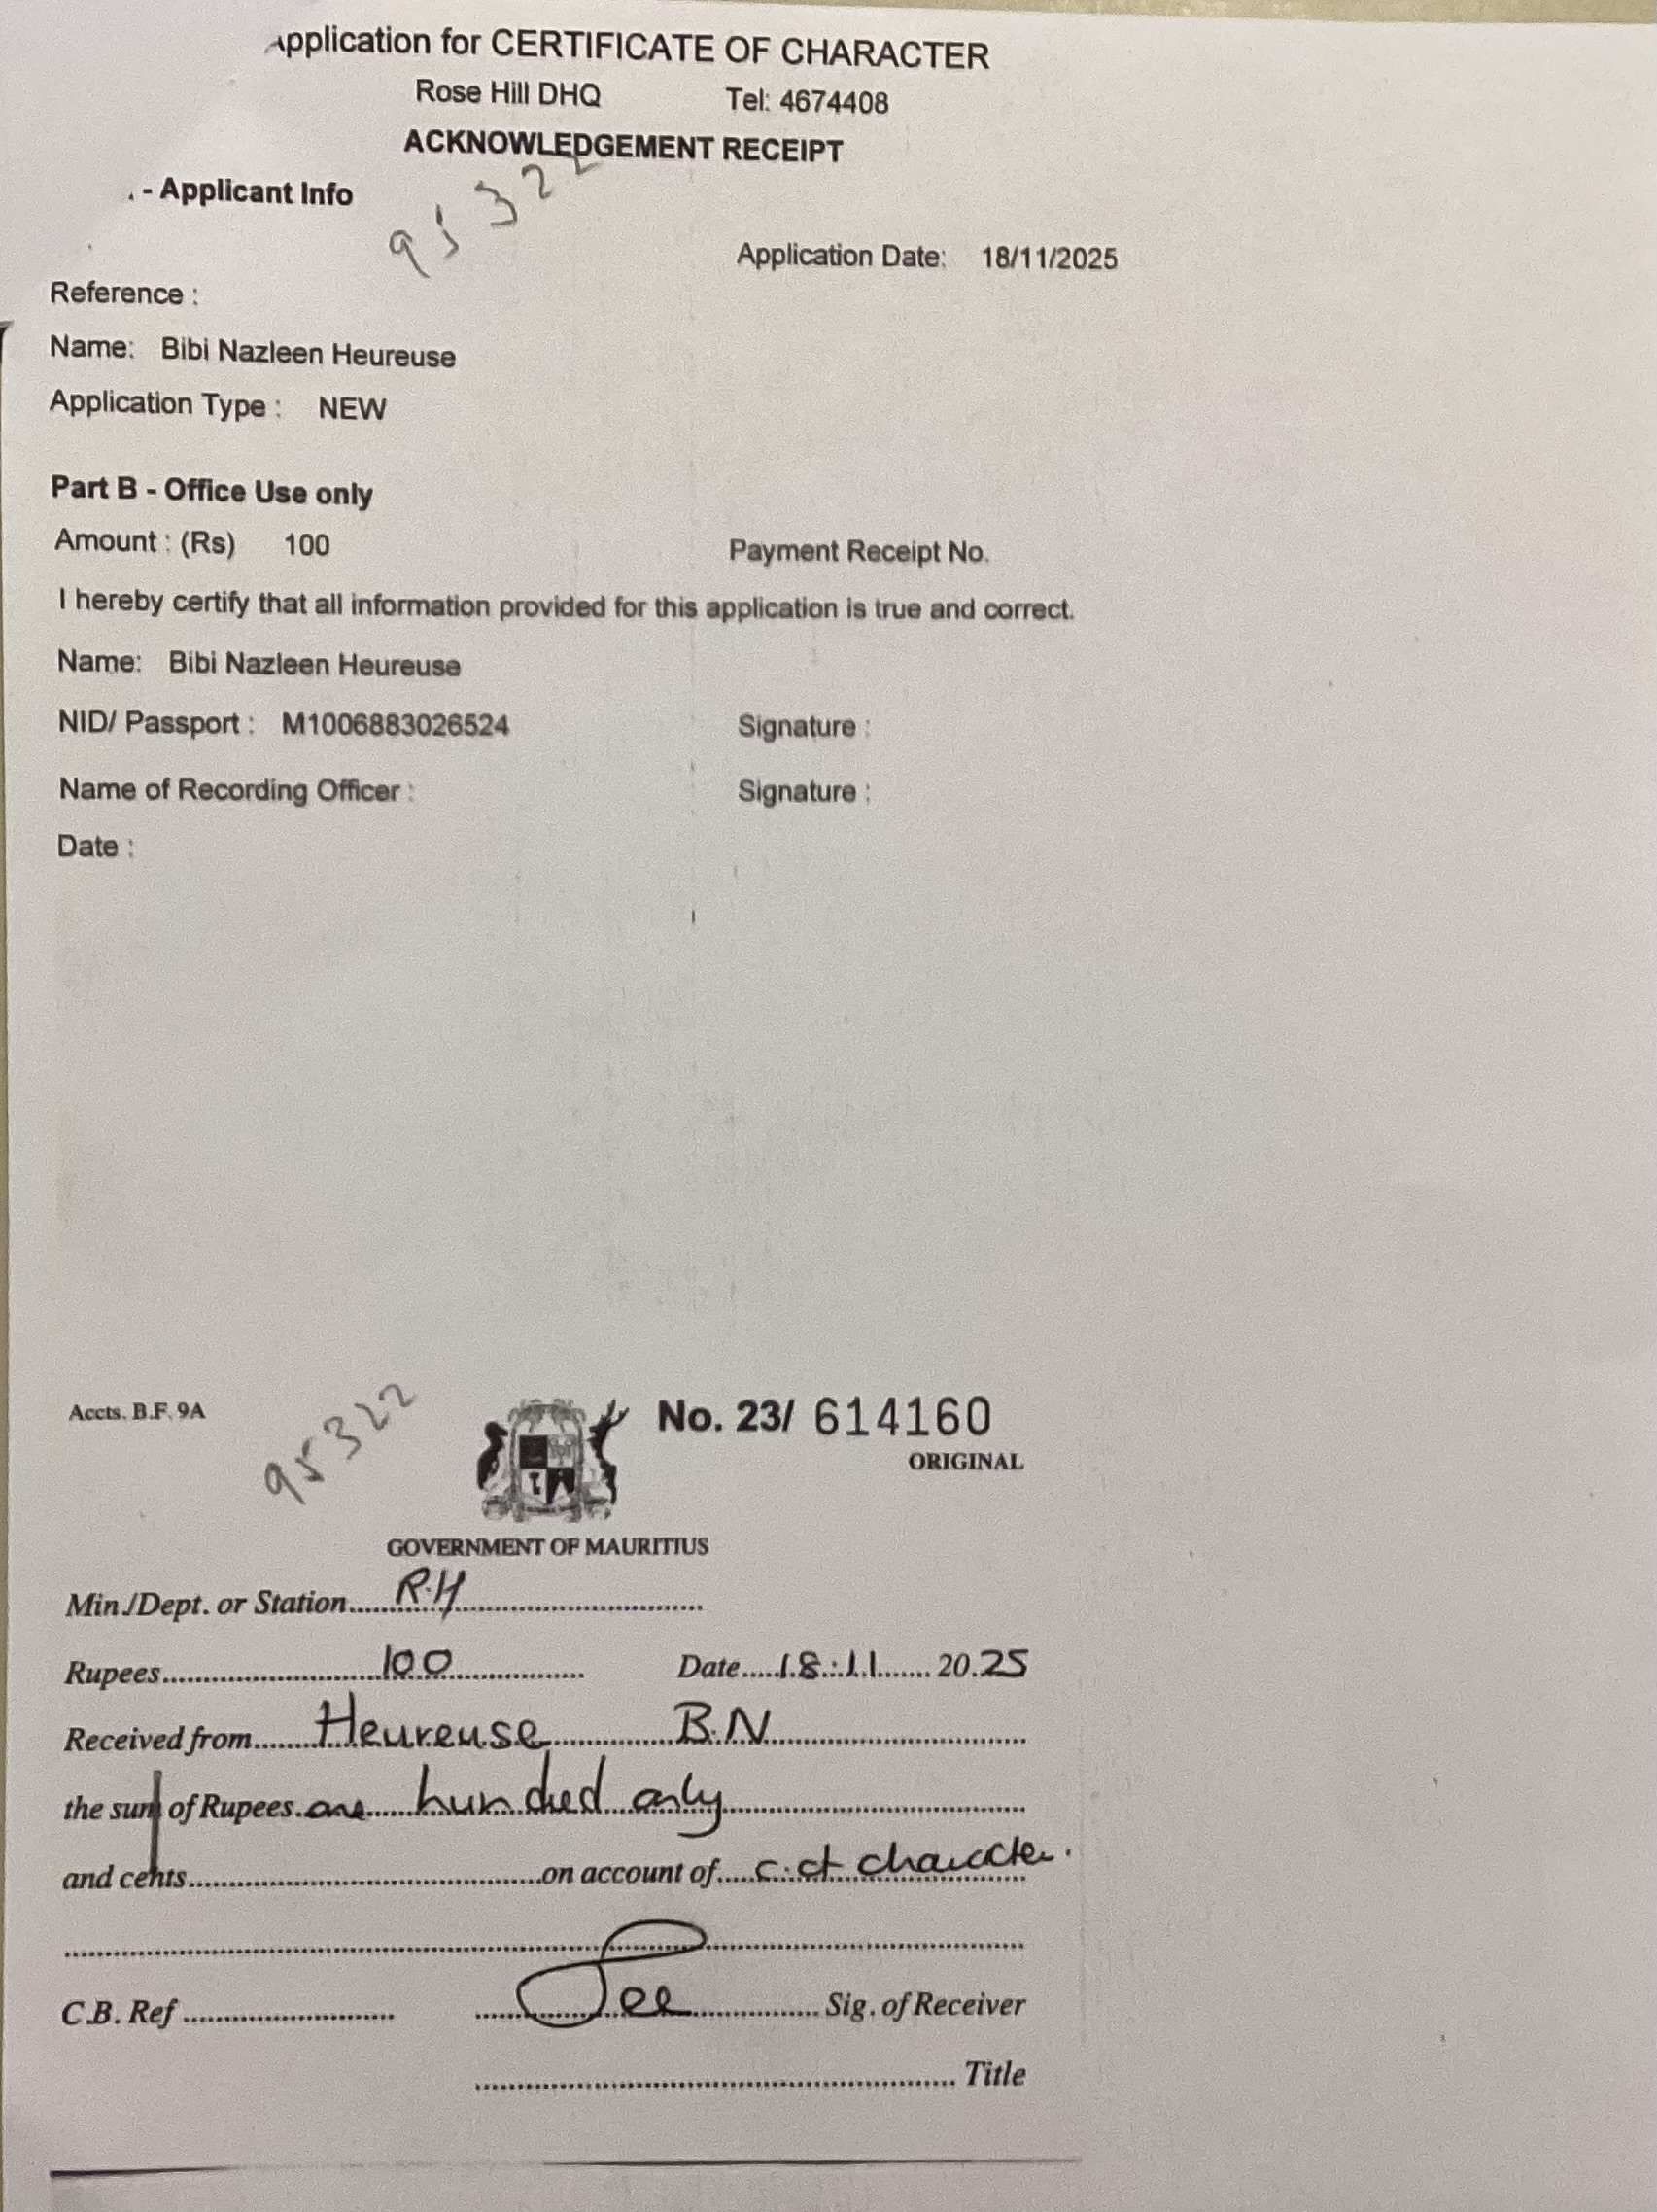 Application for CERTIFICATE OF CHARACTER
Rose Hill DHQ Tel: 4674408
ACKNOWLEDGEMENT RECEIPT
. - Applicant Info
95322
Application Date: 18/11/2025
Reference :
Name: Bibi Nazleen Heureuse
Application Type : NEW
Part B - Office Use only
Amount : (Rs) 100 Payment Receipt No.
I hereby certify that all information provided for this application is true and correct.
Name: Bibi Nazleen Heureuse
NID/ Passport : M1006883026524 Signature :
Name of Recording Officer : Signature :
Date :
Accts. B.F. 9A
95322
No. 23/ 614160
ORIGINAL
GOVERNMENT OF MAURITIUS
Min./Dept. or Station R.H
Rupees 100 Date 18.11 2025
Received from Heureuse B.N
the sum of Rupees one hundred only
and cents on account of c.ct character.
C.B. Ref Sig. of Receiver
Title